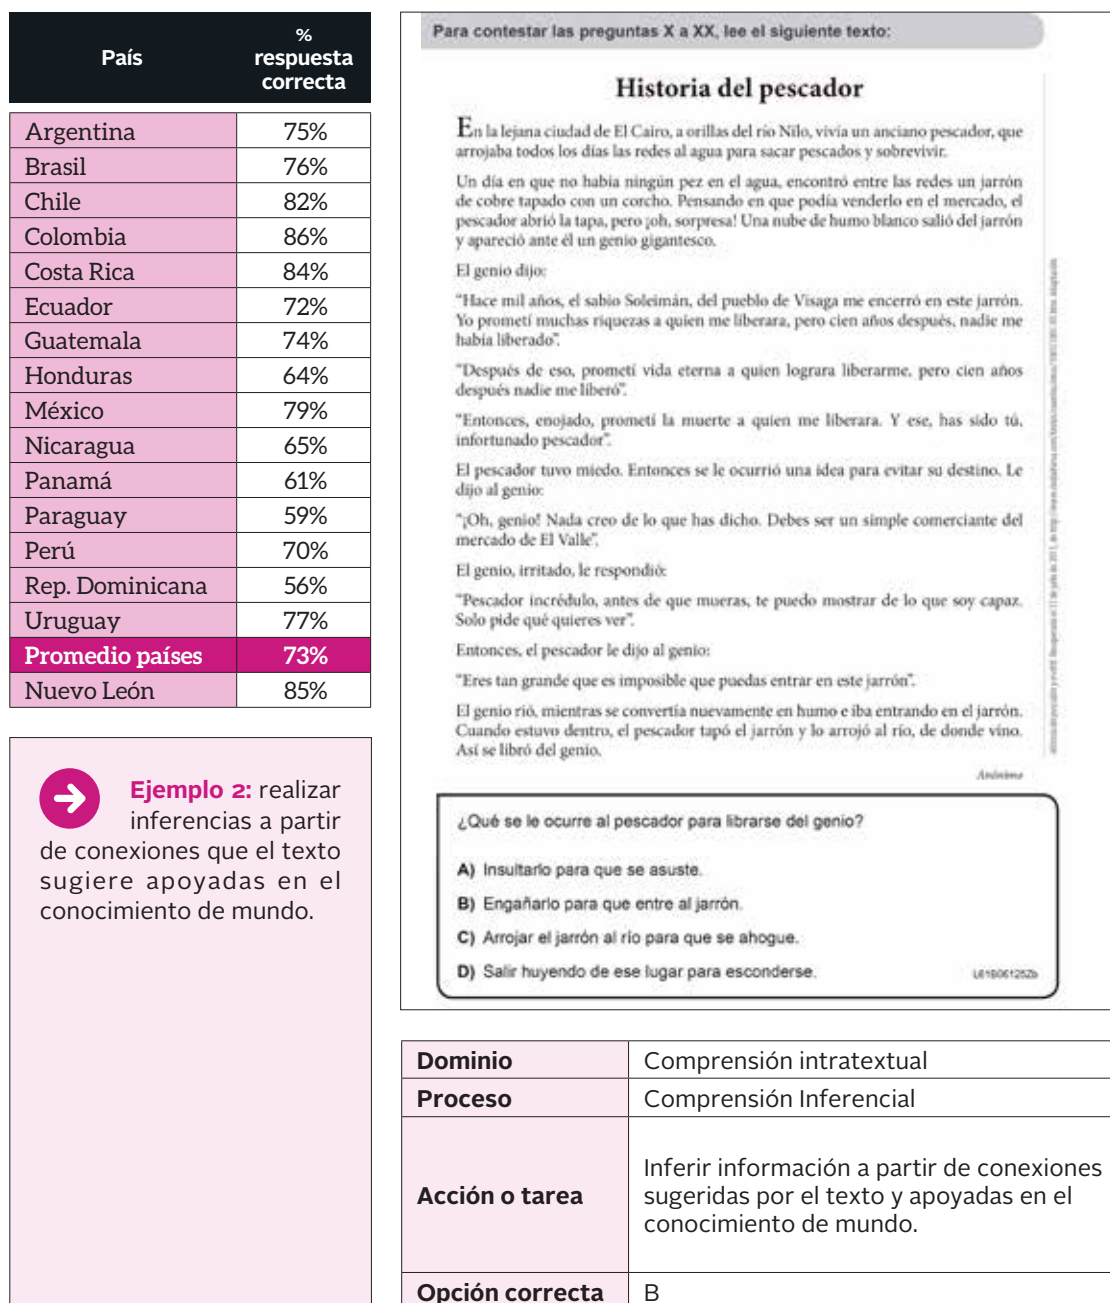 País
%
respuesta
correcta
Argentina 75%
Brasil 76%
Chile 82%
Colombia 86%
Costa Rica 84%
Ecuador 72%
Guatemala 74%
Honduras 64%
México 79%
Nicaragua 65%
Panamá 61%
Paraguay 59%
Perú 70%
Rep. Dominicana 56%
Uruguay 77%
Promedio países 73%
Nuevo León 85%
Ejemplo 2: realizar
inferencias a partir
de conexiones que el texto
sugiere apoyadas en el
conocimiento de mundo.
Para contestar las preguntas X a XX, lee el siguiente texto:
Historia del pescador
En la lejana ciudad de El Cairo, a orillas del río Nilo, vivía un anciano pescador, que
arrojaba todos los días las redes al agua para sacar pescados y sobrevivir.
Un día en que no había ningún pez en el agua, encontró entre las redes un jarrón
de cobre tapado con un corcho. Pensando en que podía venderlo en el mercado, el
pescador abrió la tapa, pero ¡oh, sorpresa! Una nube de humo blanco salió del jarrón
y apareció ante él un genio gigantesco.
El genio dijo:
"Hace mil años, el sabio Soleimán, del pueblo de Visaga me encerró en este jarrón.
Yo prometí muchas riquezas a quien me liberara, pero cien años después, nadie me
había liberado".
"Después de eso, prometí vida eterna a quien lograra liberarme, pero cien años
después nadie me liberó".
"Entonces, enojado, prometí la muerte a quien me liberara. Y ese, has sido tú,
infortunado pescador".
El pescador tuvo miedo. Entonces se le ocurrió una idea para evitar su destino. Le
dijo al genio:
"¡Oh, genio! Nada creo de lo que has dicho. Debes ser un simple comerciante del
mercado de El Valle".
El genio, irritado, le respondió:
"Pescador incrédulo, antes de que mueras, te puedo mostrar de lo que soy capaz.
Solo pide qué quieres ver".
Entonces, el pescador le dijo al genio:
"Eres tan grande que es imposible que puedas entrar en este jarrón".
El genio rió, mientras se convertía nuevamente en humo e iba entrando en el jarrón.
Cuando estuvo dentro, el pescador tapó el jarrón y lo arrojó al río, de donde vino.
Así se libró del genio.
Anónimo
¿Qué se le ocurre al pescador para librarse del genio?
A) Insultarlo para que se asuste.
B) Engañarlo para que entre al jarrón.
C) Arrojar el jarrón al río para que se ahogue.
D) Salir huyendo de ese lugar para esconderse.
Dominio Comprensión intratextual
Proceso Comprensión Inferencial
Acción o tarea
Inferir información a partir de conexiones
sugeridas por el texto y apoyadas en el
conocimiento de mundo.
Opción correcta B